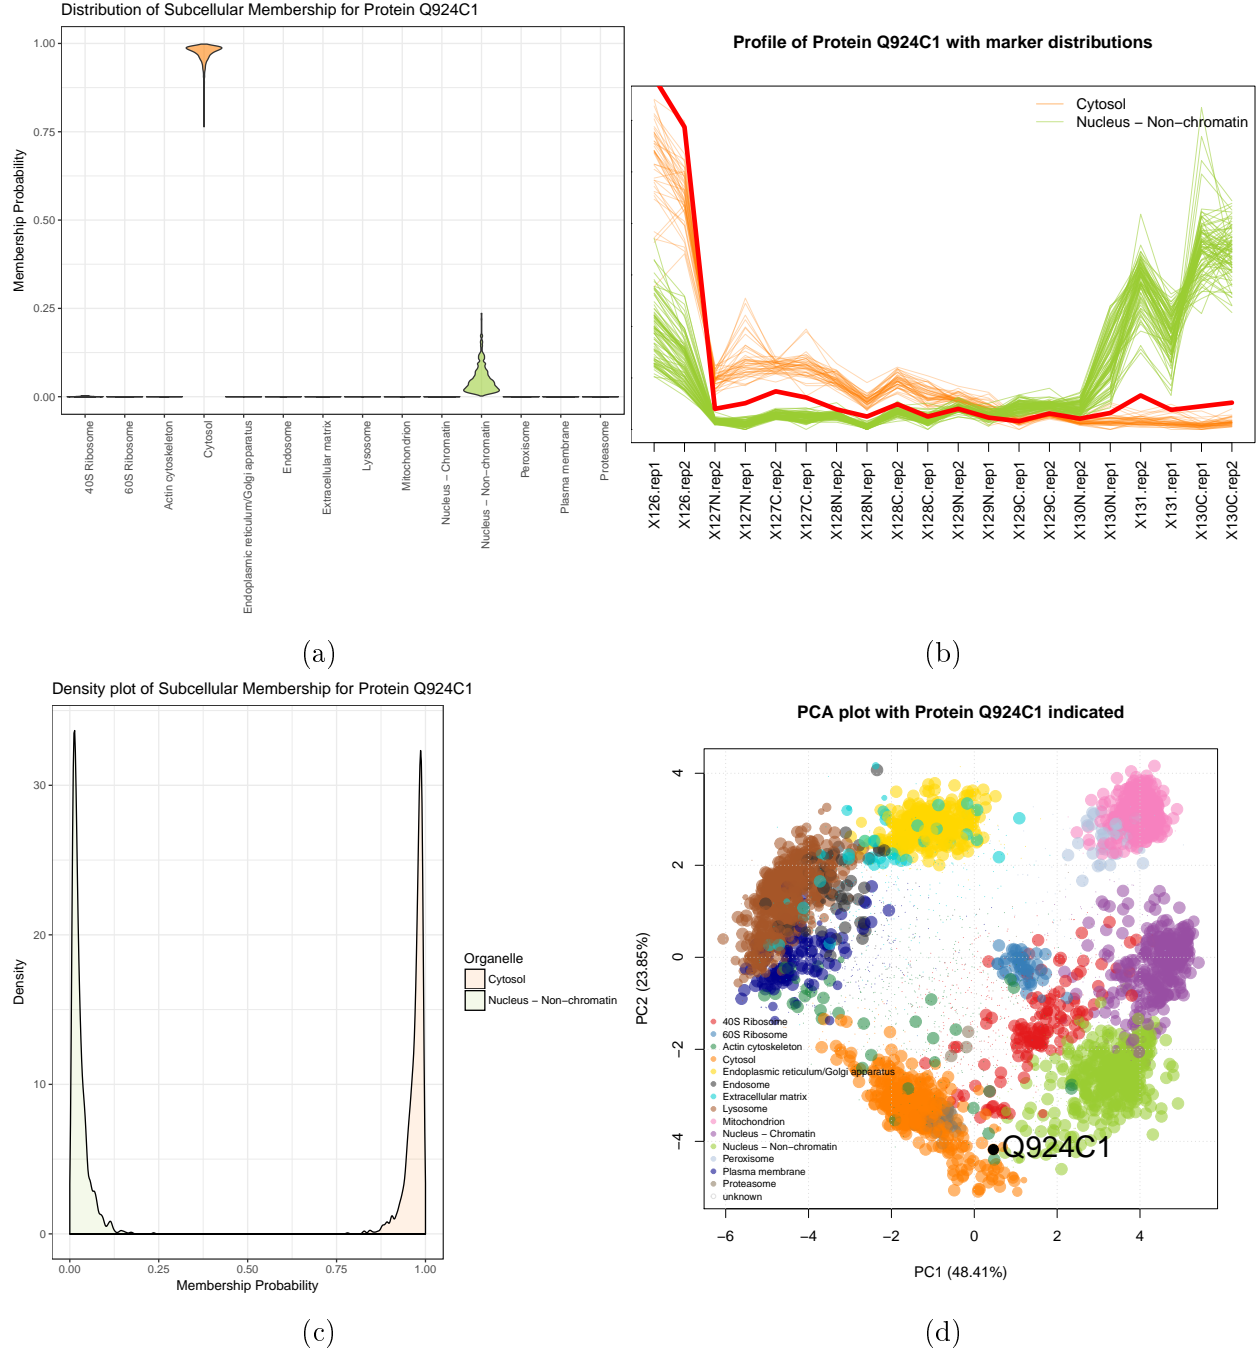 Distribution of Subcellular Membership for Protein Q924C1
Membership Probability
1.00
0.75
0.50
0.25
0.00
40S Ribosome
60S Ribosome
Actin cytoskeleton
Cytosol
Endoplasmic reticulum/Golgi apparatus
Endosome
Extracellular matrix
Lysosome
Mitochondrion
Nucleus − Chromatin
Nucleus − Non−chromatin
Peroxisome
Plasma membrane
Proteasome
(a)
Profile of Protein Q924C1 with marker distributions
Cytosol
Nucleus − Non−chromatin
X126.rep1
X126.rep2
X127N.rep2
X127N.rep1
X127C.rep2
X127C.rep1
X128N.rep2
X128N.rep1
X128C.rep2
X128C.rep1
X129N.rep2
X129N.rep1
X129C.rep1
X129C.rep2
X130N.rep2
X130N.rep1
X131.rep2
X131.rep1
X130C.rep1
X130C.rep2
(b)
Density plot of Subcellular Membership for Protein Q924C1
Density
30
20
10
0
0.00
0.25
0.50
0.75
1.00
Membership Probability
Organelle
Cytosol
Nucleus − Non−chromatin
(c)
PCA plot with Protein Q924C1 indicated
PC2 (23.85%)
4
2
0
−2
−4
40S Ribosome
60S Ribosome
Actin cytoskeleton
Cytosol
Endoplasmic reticulum/Golgi apparatus
Endosome
Extracellular matrix
Lysosome
Mitochondrion
Nucleus − Chromatin
Nucleus − Non−chromatin
Peroxisome
Plasma membrane
Proteasome
unknown
Q924C1
−6
−4
−2
0
2
4
PC1 (48.41%)
(d)